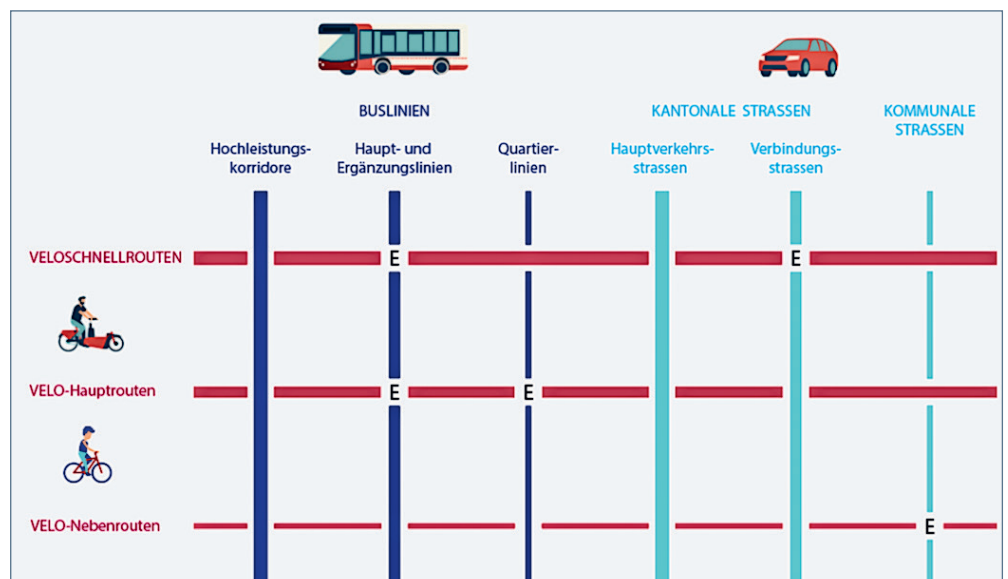 BUSLINIEN
KANTONALE STRASSEN
KOMMUNALE
STRASSEN
Hochleistungs-
korridore
Haupt- und
Ergänzungslinien
Quartier-
linien
Hauptverkehrs-
strassen
Verbindungs-
strassen
VELOSCHNELLROUTEN
E
E
VELO-Hauptrouten
E
E
VELO-Nebenrouten
E